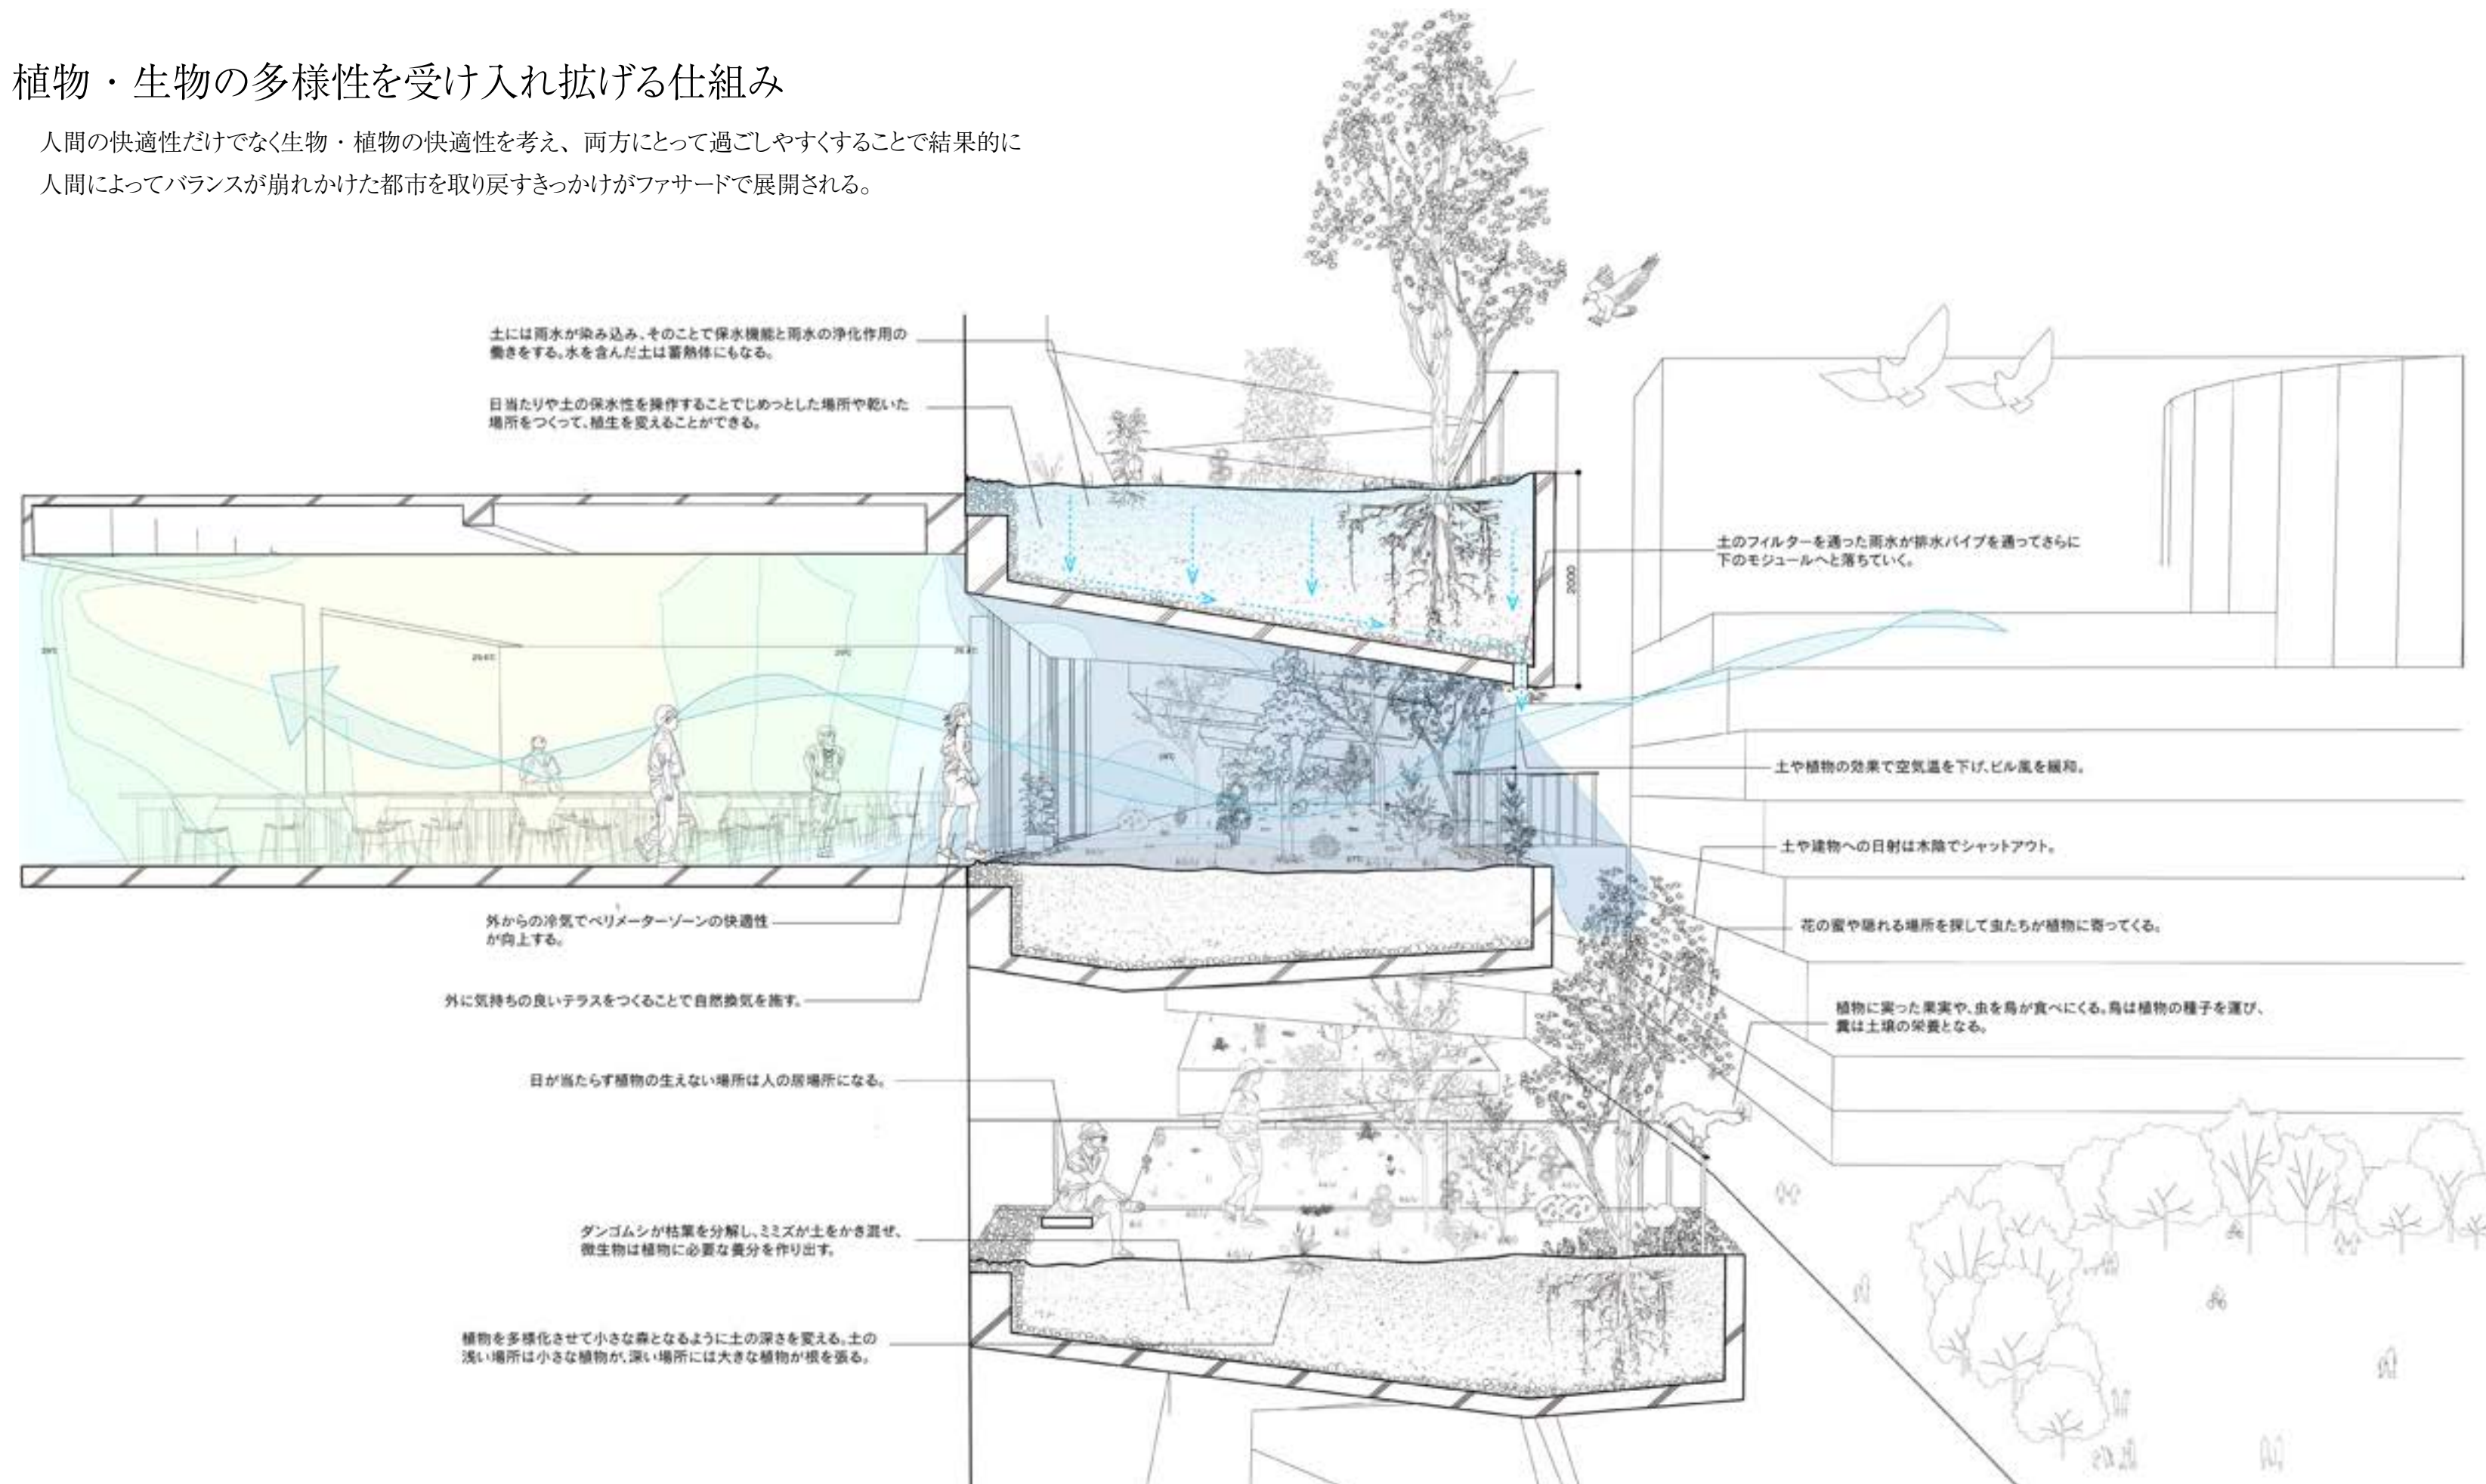 植物・生物の多様性を受け入れ拡げる仕組み
人間の快適性だけでなく生物・植物の快適性を考え、両方にとって過ごしやすくすることで結果的に
人間によってバランスが崩れかけた都市を取り戻すきっかけがファサードで展開される。
土には雨水が染み込み、そのことで保水機能と雨水の浄化作用の
働きをする。水を含んだ土は蓄熱体にもなる。
日当たりや土の保水性を操作することでじめっとした場所や乾いた
場所をつくって、植生を変えることができる。
土のフィルターを通った雨水が排水パイプを通ってさらに
下のモジュールへと落ちていく。
2000
土や植物の効果で空気温を下げ、ビル風を緩和。
土や建物への日射は木陰でシャットアウト。
外からの冷気でペリメーターゾーンの快適性
が向上する。
花の蜜や隠れる場所を探して虫たちが植物に寄ってくる。
外に気持ちの良いテラスをつくることで自然換気を施す。
植物に実った果実や、虫を鳥が食べにくる。鳥は植物の種子を運び、
糞は土壌の栄養となる。
日が当たらず植物の生えない場所は人の居場所になる。
ダンゴムシが枯葉を分解し、ミミズが土をかき混ぜ、
微生物は植物に必要な養分を作り出す。
植物を多様化させて小さな森となるように土の深さを変える。土の
浅い場所は小さな植物が、深い場所には大きな植物が根を張る。